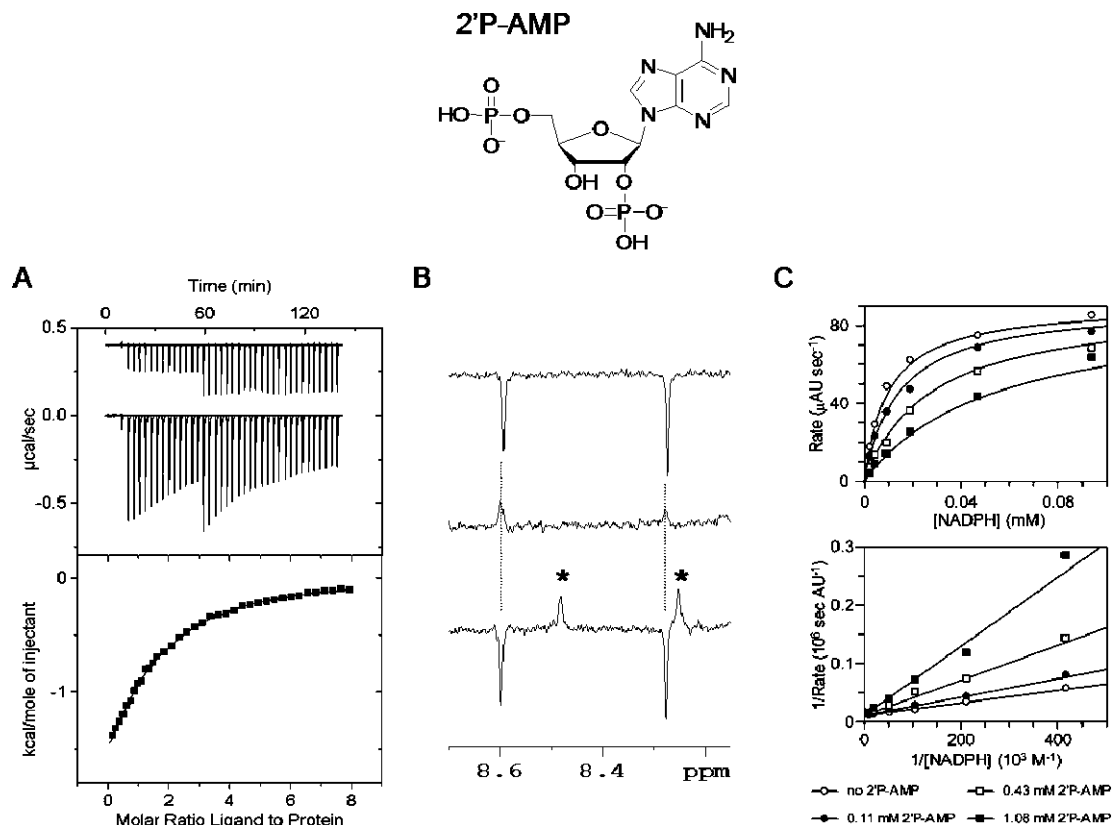 2'P-AMP
NH2
N
N
N
N
O
HO-P-O
O-
O
OH
O
O=P-O-
OH
A
B
C
Time (min)
0 60 120
0.5
0.0
-0.5
µcal/sec
0
-1
kcal/mole of injectant
0 2 4 6 8
Molar Ratio Ligand to Protein
*
*
8.6 8.4 ppm
80
40
0
Rate (µAU sec-1)
0 0.04 0.08
[NADPH] (mM)
0.3
0.2
0.1
0
1/Rate (10^6 sec AU-1)
0 200 400
1/[NADPH] (10^3 M-1)
no 2'P-AMP
0.43 mM 2'P-AMP
0.11 mM 2'P-AMP
1.08 mM 2'P-AMP